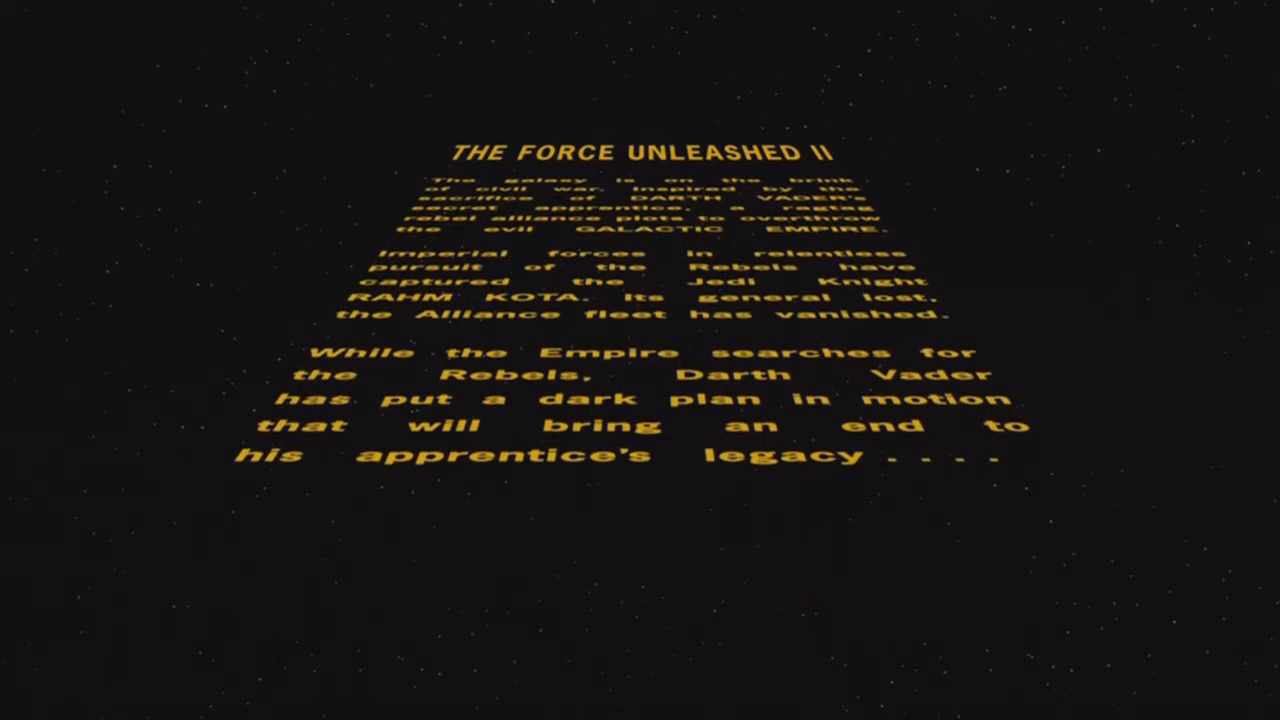 THE FORCE UNLEASHED II
The galaxy is on the brink
of civil war. Inspired by the
sacrifice of DARTH VADER's
secret apprentice, a ragtag
rebel alliance plots to overthrow
the evil GALACTIC EMPIRE.
Imperial forces in relentless
pursuit of the Rebels have
captured the Jedi Knight
RAHM KOTA. Its general lost,
the Alliance fleet has vanished.
While the Empire searches for
the Rebels, Darth Vader
has put a dark plan in motion
that will bring an end to
his apprentice's legacy . . . .